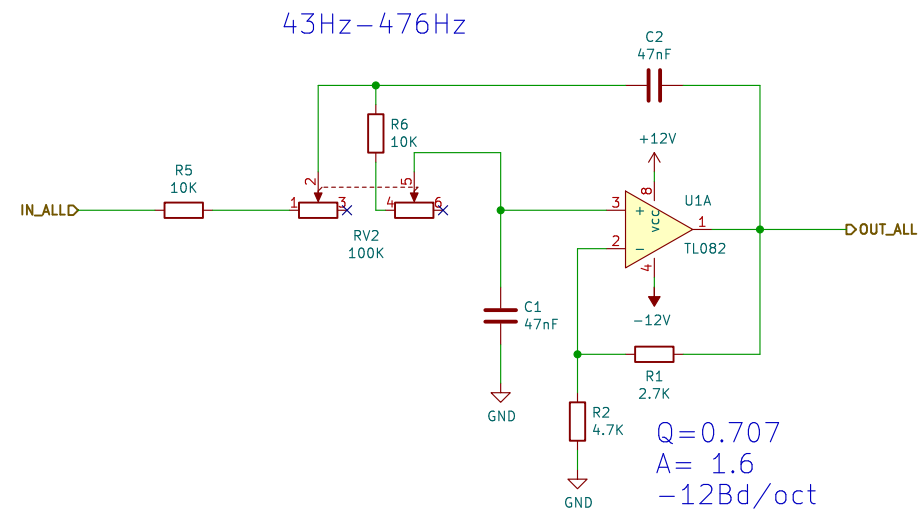 43Hz-476Hz
C2
47nF
+12V
R6
10K
R5
10K
2
5
8
VCC
U1A
IN_ALL
1
3
4
6
3
+
1
OUT_ALL
RV2
100K
2
-
TL082
4
C1
47nF
-12V
R1
2.7K
GND
R2
4.7K
Q=0.707
A= 1.6
-12Bd/oct
GND